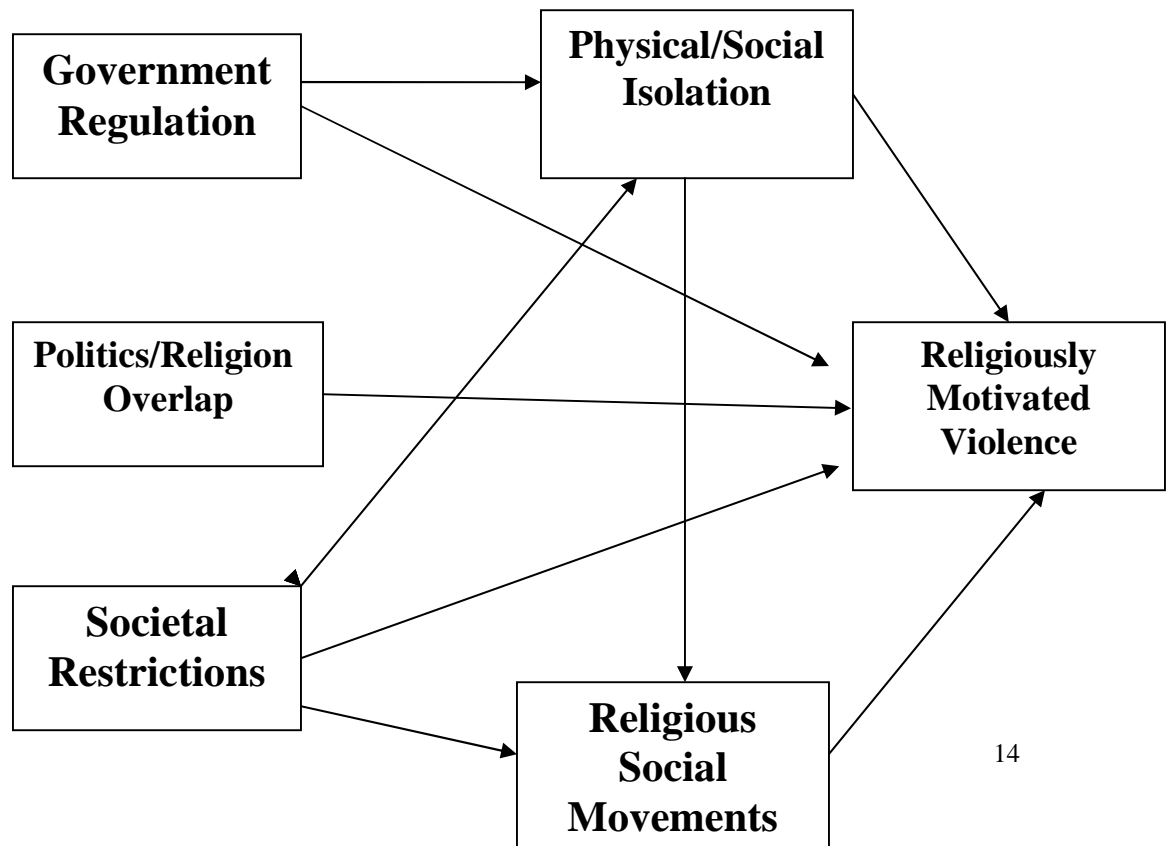 Government
Regulation
Physical/Social
Isolation
Politics/Religion
Overlap
Religiously
Motivated
Violence
Societal
Restrictions
Religious
Social
Movements
14